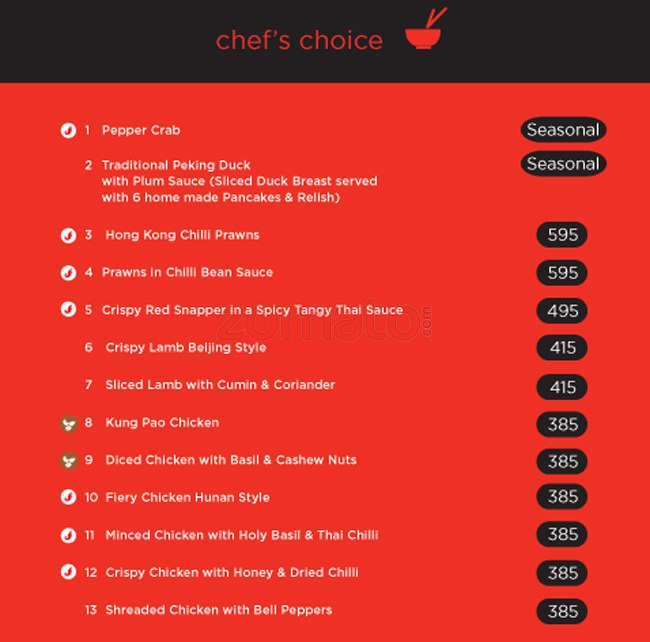 chef's choice
1 Pepper Crab Seasonal
2 Traditional Peking Duck Seasonal
with Plum Sauce (Sliced Duck Breast served
with 6 home made Pancakes & Relish)
3 Hong Kong Chilli Prawns 595
4 Prawns in Chilli Bean Sauce 595
5 Crispy Red Snapper in a Spicy Tangy Thai Sauce 495
zomato.com
6 Crispy Lamb Beijing Style 415
7 Sliced Lamb with Cumin & Coriander 415
8 Kung Pao Chicken 385
9 Diced Chicken with Basil & Cashew Nuts 385
10 Fiery Chicken Hunan Style 385
11 Minced Chicken with Holy Basil & Thai Chilli 385
12 Crispy Chicken with Honey & Dried Chilli 385
13 Shreaded Chicken with Bell Peppers 385